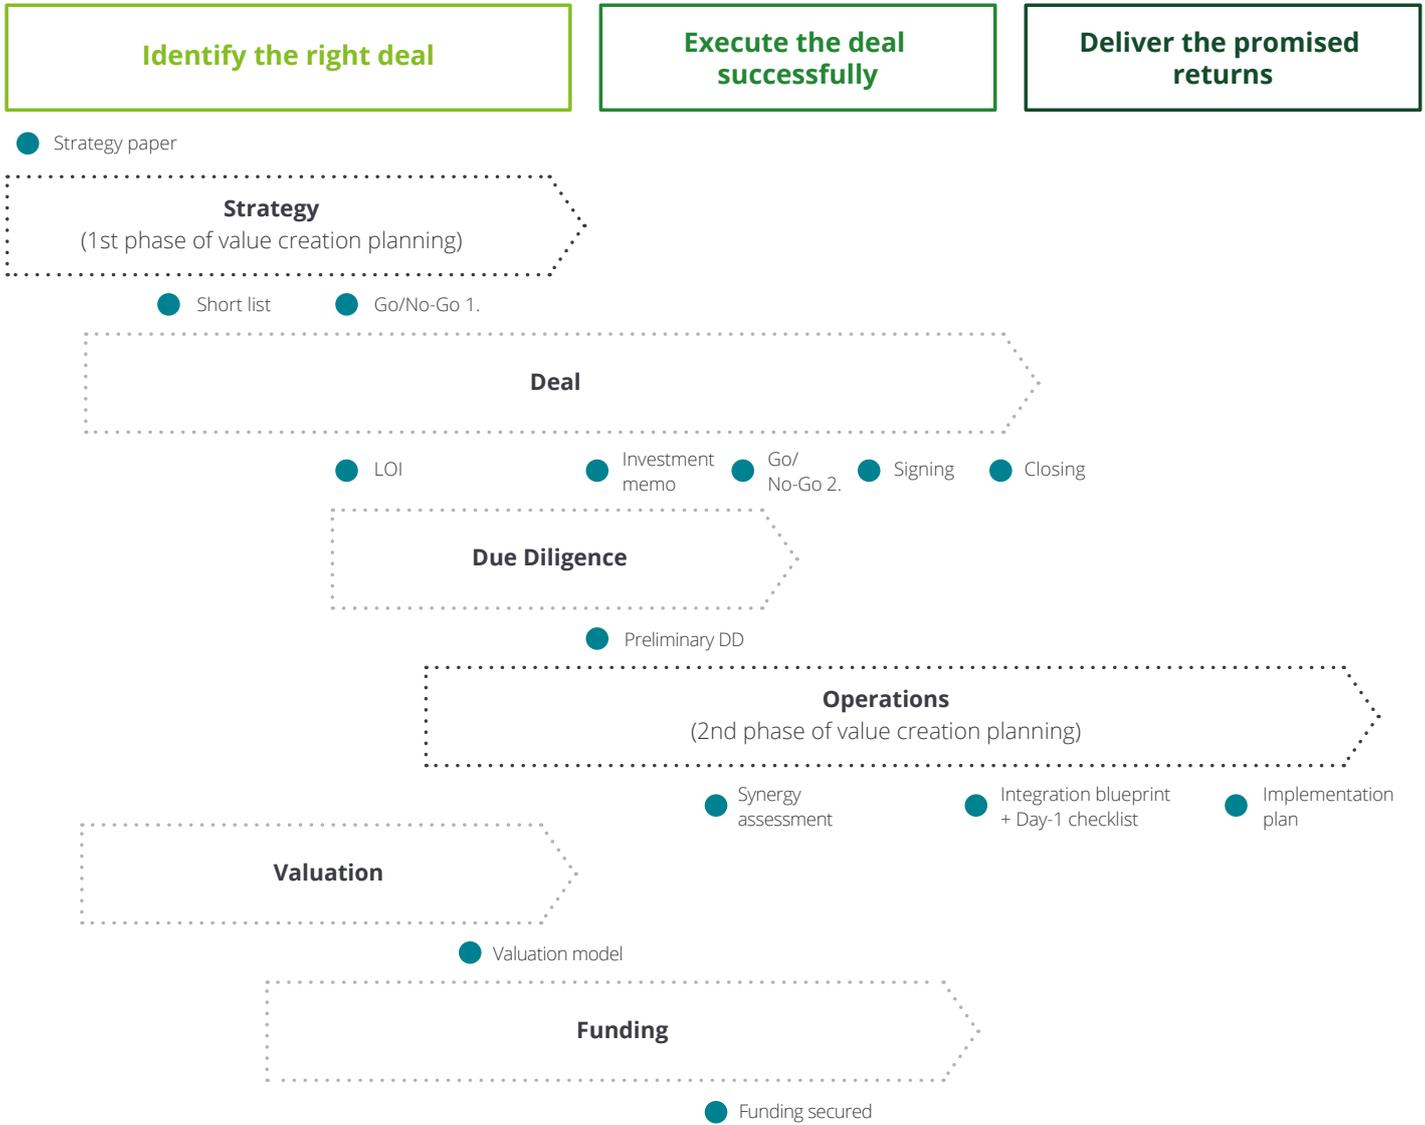 Identify the right deal
Execute the deal
successfully
Deliver the promised
returns
Strategy paper
Strategy
(1st phase of value creation planning)
Short list
Go/No-Go 1.
Deal
LOI
Investment
memo
Go/
No-Go 2.
Signing
Closing
Due Diligence
Preliminary DD
Operations
(2nd phase of value creation planning)
Synergy
assessment
Integration blueprint
+ Day-1 checklist
Implementation
plan
Valuation
Valuation model
Funding
Funding secured